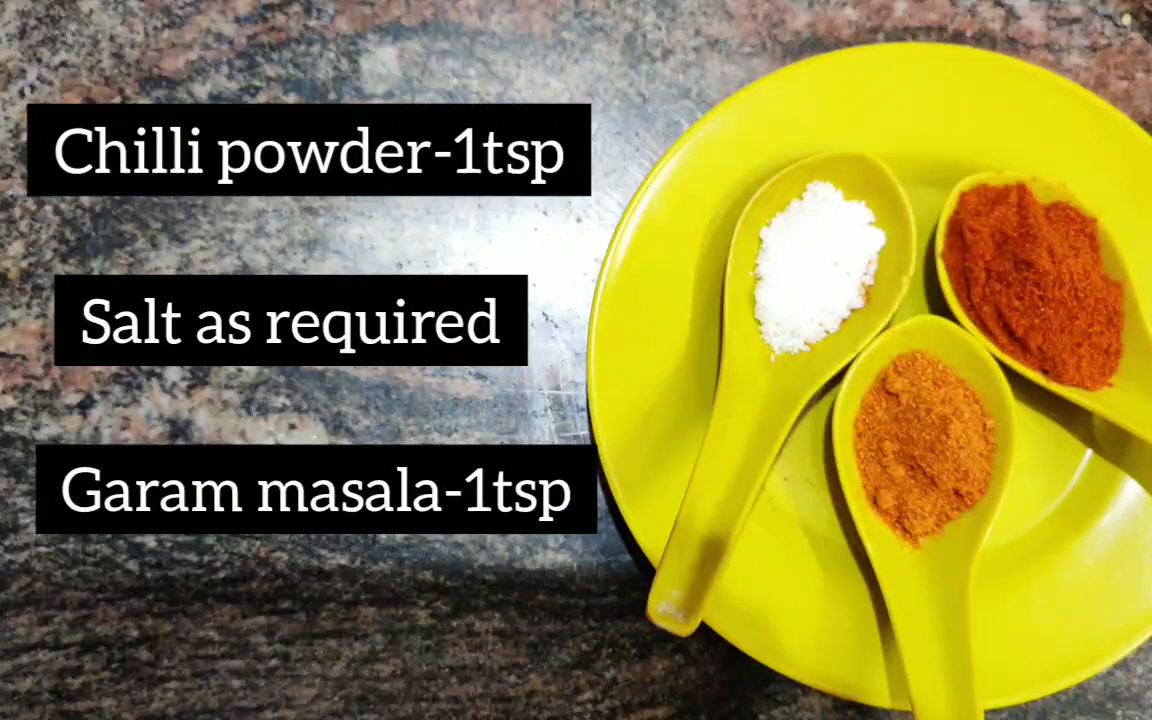 Chilli powder-1tsp
Salt as required
Garam masala-1tsp